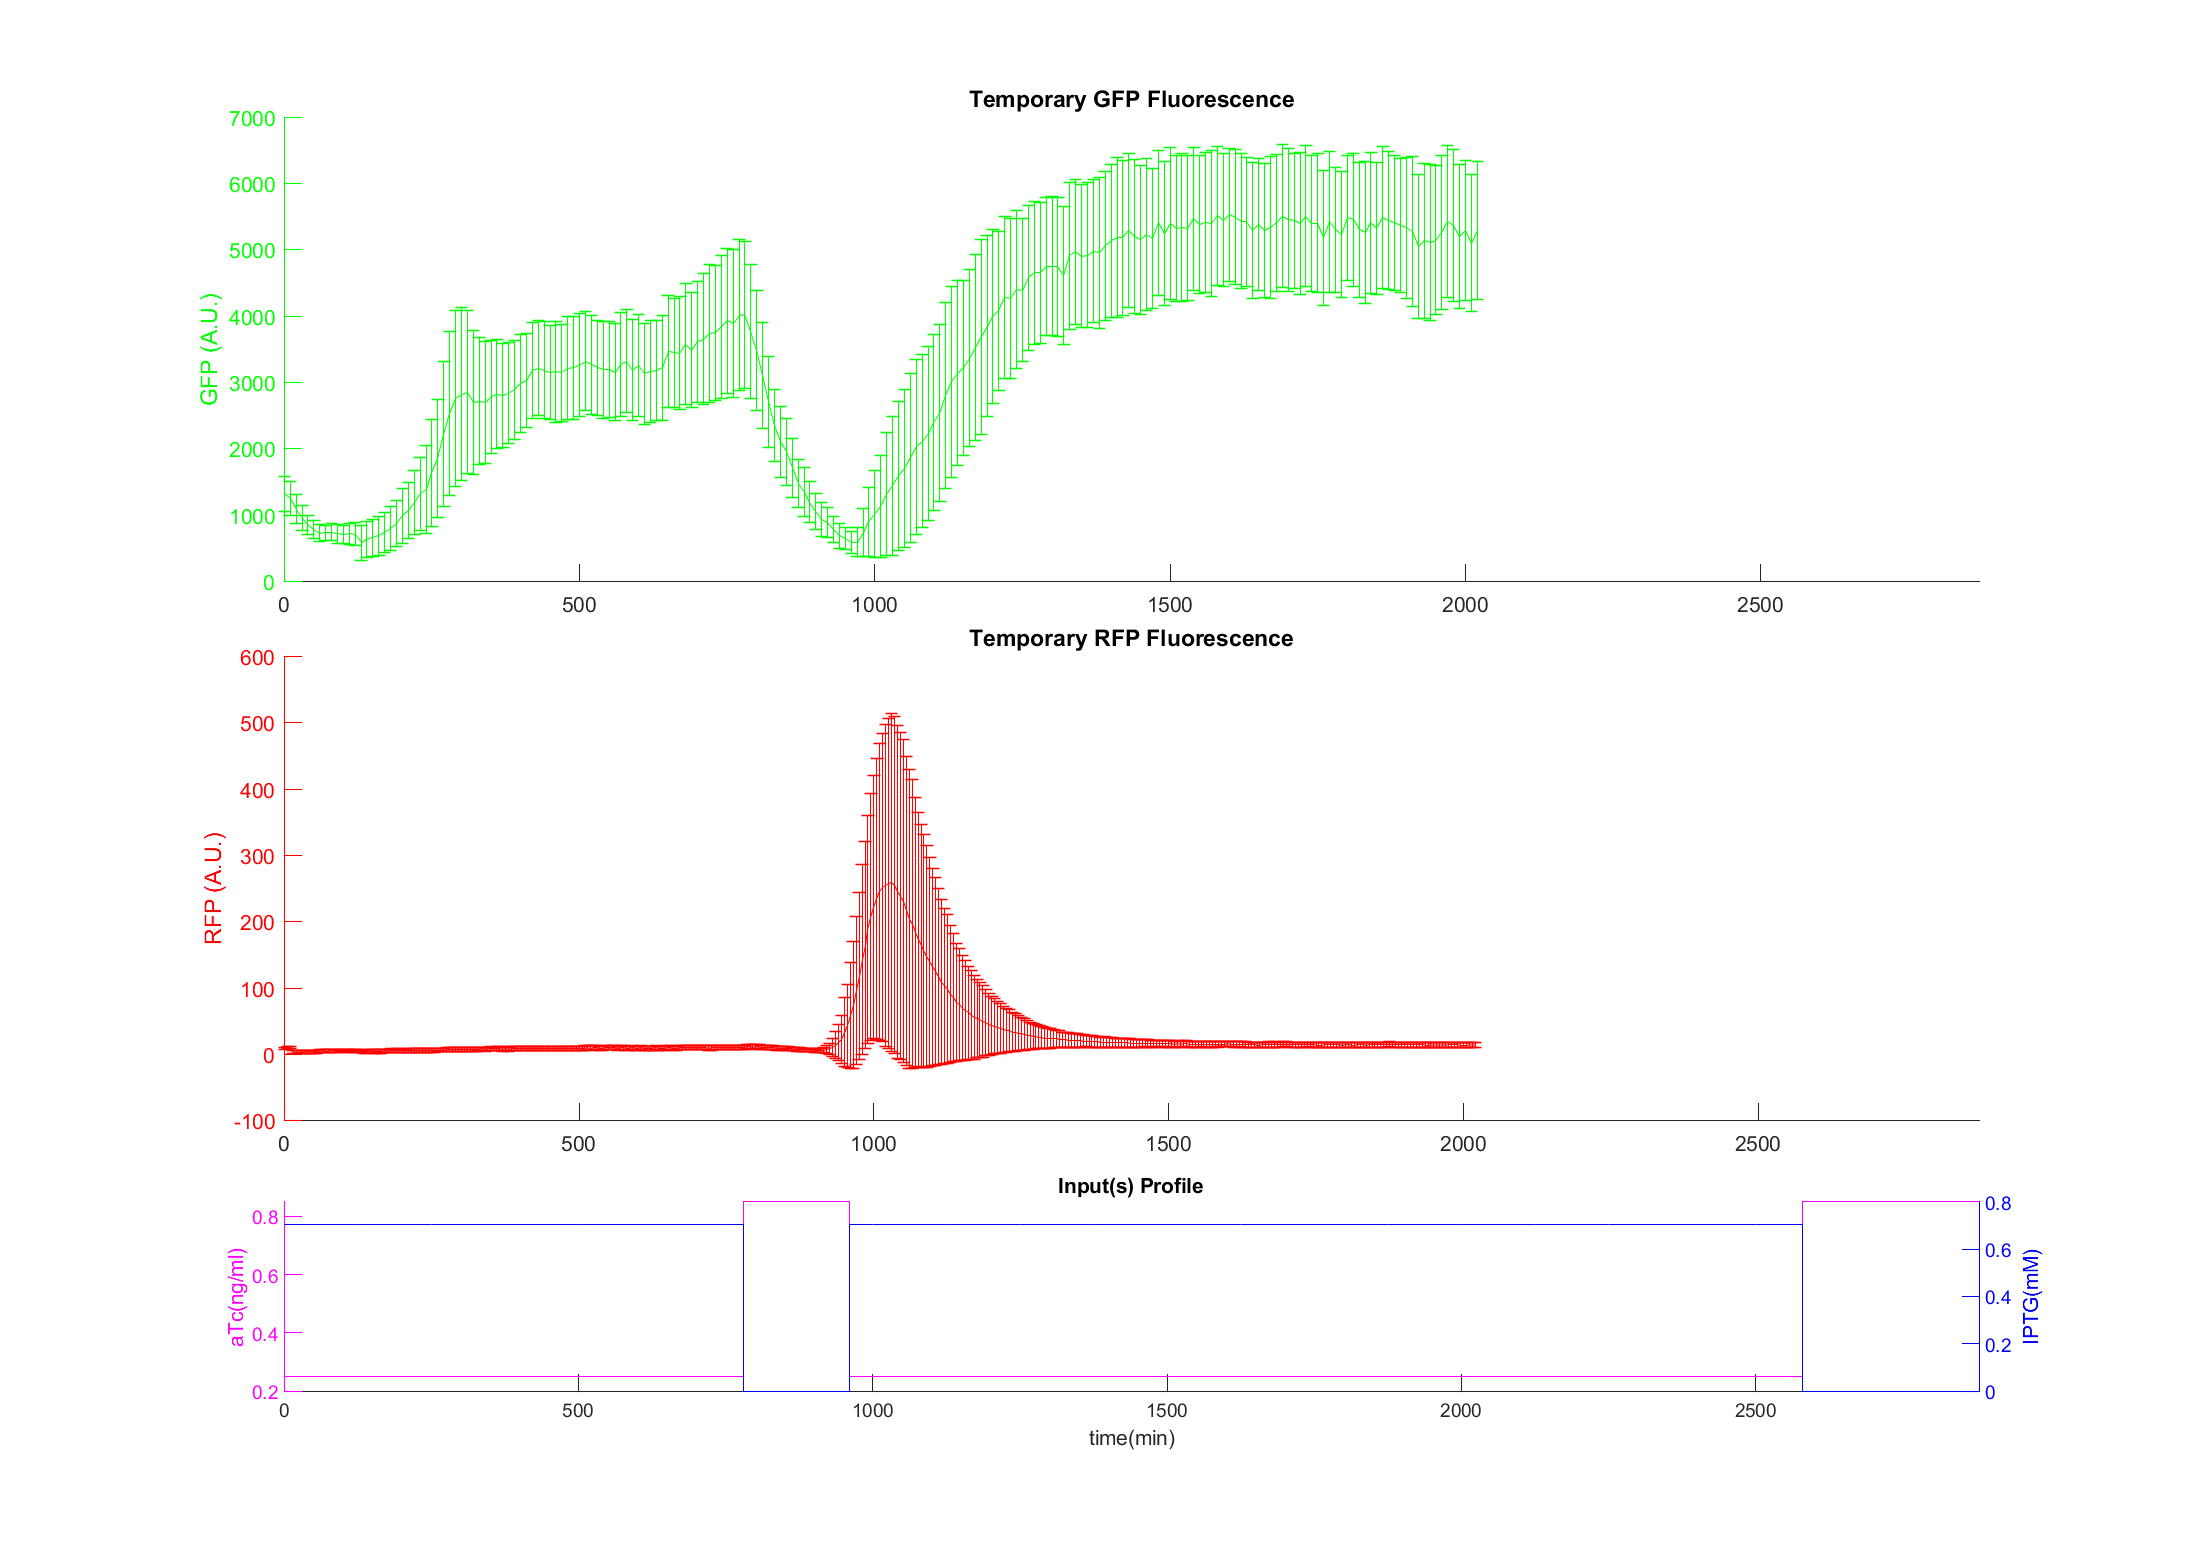 Temporary GFP Fluorescence
7000
6000
5000
4000
3000
2000
1000
0
GFP (A.U.)
0 500 1000 1500 2000 2500
Temporary RFP Fluorescence
600
500
400
300
200
100
0
-100
RFP (A.U.)
0 500 1000 1500 2000 2500
Input(s) Profile
0.8
0.6
0.4
0.2
aTc(ng/ml)
0.8
0.6
0.4
0.2
0
IPTG(mM)
0 500 1000 1500 2000 2500
time(min)